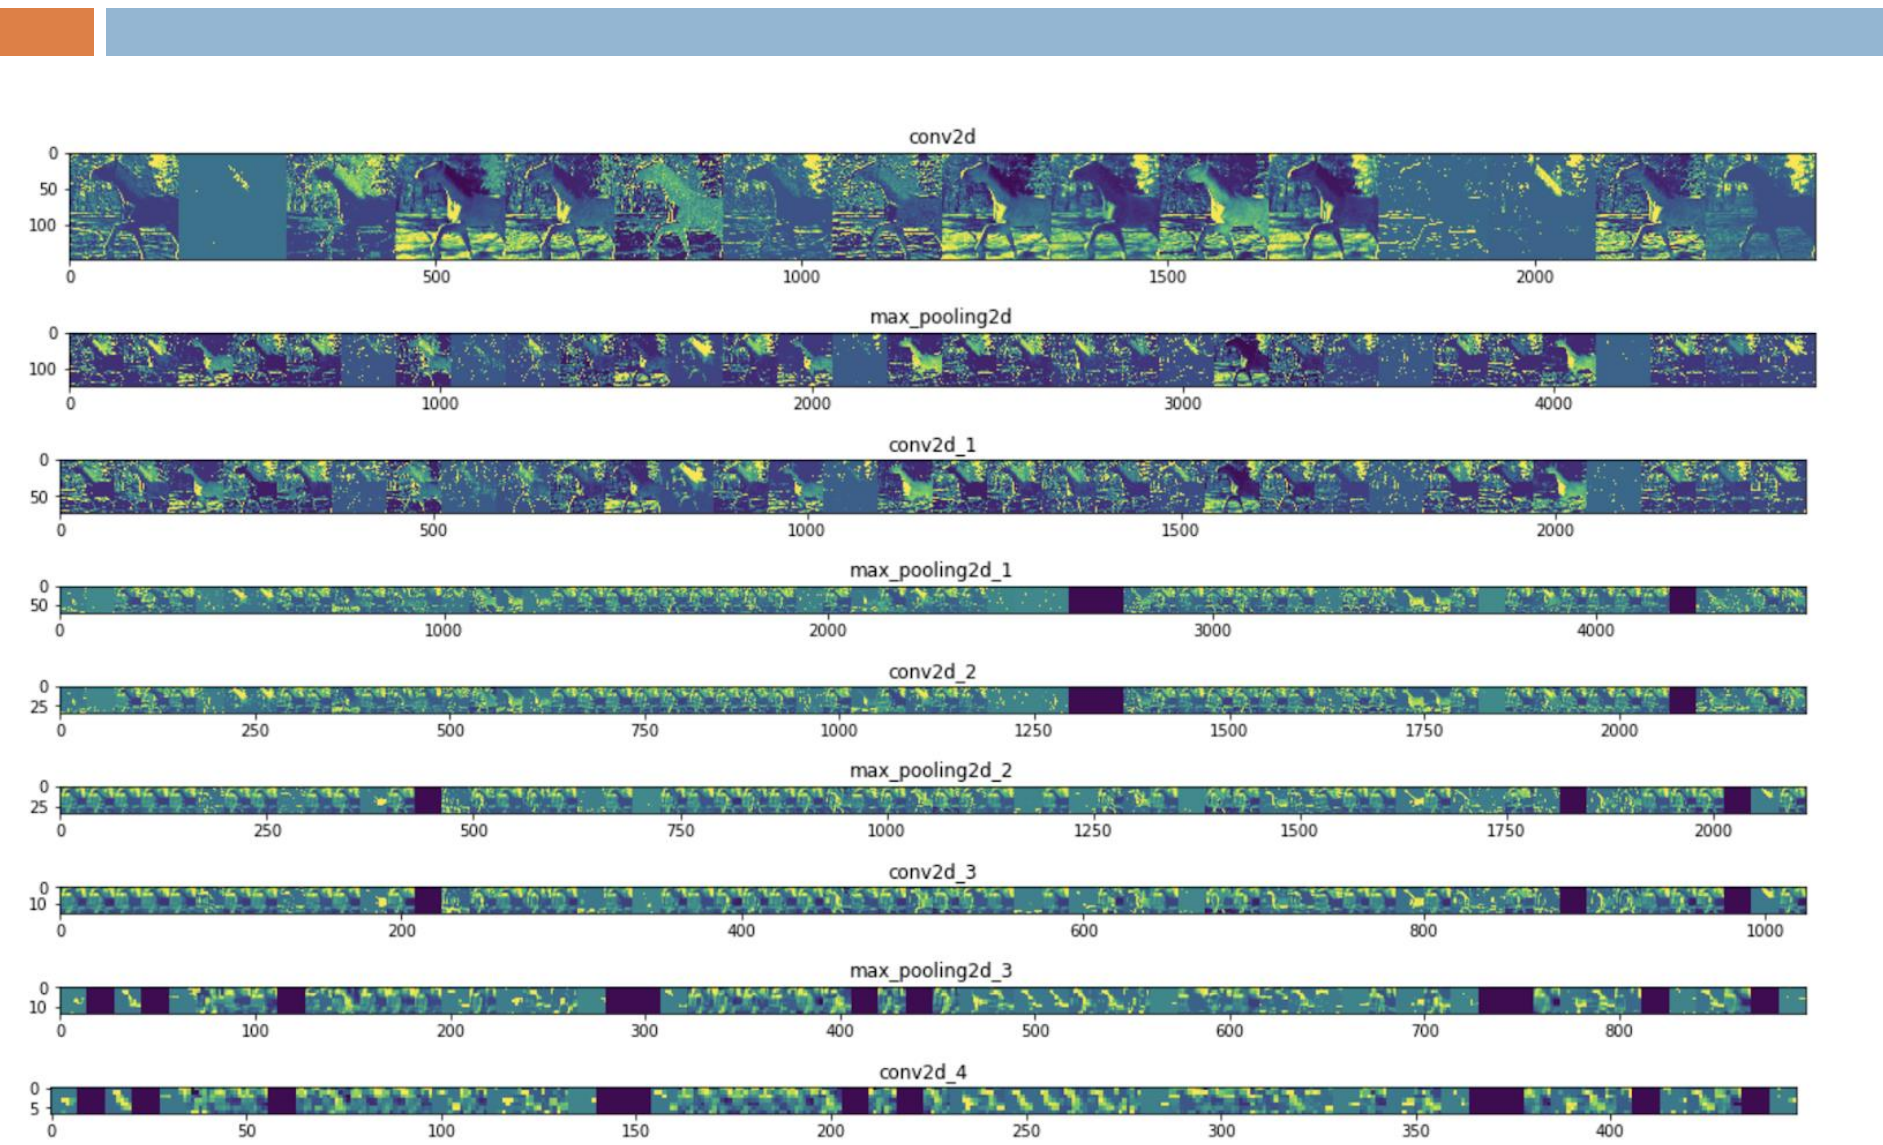 conv2d
0
50
100
0 500 1000 1500 2000
max_pooling2d
0
100
0 1000 2000 3000 4000
conv2d_1
0
50
0 500 1000 1500 2000
max_pooling2d_1
0
50
0 1000 2000 3000 4000
conv2d_2
0
25
0 250 500 750 1000 1250 1500 1750 2000
max_pooling2d_2
0
25
0 250 500 750 1000 1250 1500 1750 2000
conv2d_3
0
10
0 200 400 600 800 1000
max_pooling2d_3
0
10
0 100 200 300 400 500 600 700 800
conv2d_4
0
5
0 50 100 150 200 250 300 350 400